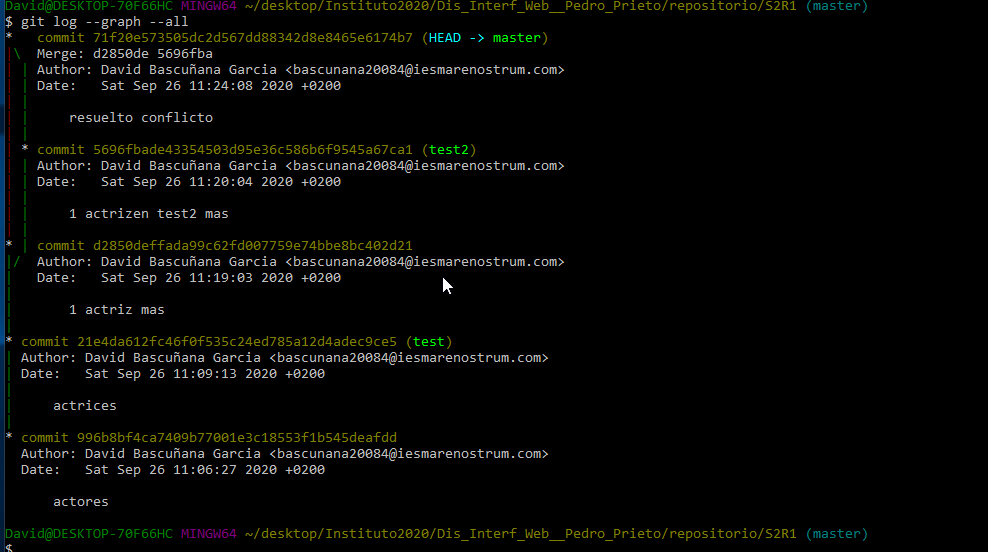 David@DESKTOP-70F66HC MINGW64 ~/desktop/Instituto2020/Dis_Interf_Web__Pedro_Prieto/repositorio/S2R1 (master)
$ git log --graph --all
*   commit 71f20e573505dc2d567dd88342d8e8465e6174b7 (HEAD -> master)
|\  Merge: d2850de 5696fba
| | Author: David Bascuñana Garcia <bascunana20084@iesmarenostrum.com>
| | Date:   Sat Sep 26 11:24:08 2020 +0200
| |
| |     resuelto conflicto
| |
| * commit 5696fbade43354503d95e36c586b6f9545a67ca1 (test2)
| | Author: David Bascuñana Garcia <bascunana20084@iesmarenostrum.com>
| | Date:   Sat Sep 26 11:20:04 2020 +0200
| |
| |     1 actrizen test2 mas
| |
* | commit d2850deffada99c62fd007759e74bbe8bc402d21
|/  Author: David Bascuñana Garcia <bascunana20084@iesmarenostrum.com>
|   Date:   Sat Sep 26 11:19:03 2020 +0200
|
|       1 actriz mas
|
* commit 21e4da612fc46f0f535c24ed785a12d4adec9ce5 (test)
| Author: David Bascuñana Garcia <bascunana20084@iesmarenostrum.com>
| Date:   Sat Sep 26 11:09:13 2020 +0200
|
|     actrices
|
* commit 996b8bf4ca7409b77001e3c18553f1b545deafdd
  Author: David Bascuñana Garcia <bascunana20084@iesmarenostrum.com>
  Date:   Sat Sep 26 11:06:27 2020 +0200

      actores

David@DESKTOP-70F66HC MINGW64 ~/desktop/Instituto2020/Dis_Interf_Web__Pedro_Prieto/repositorio/S2R1 (master)
$